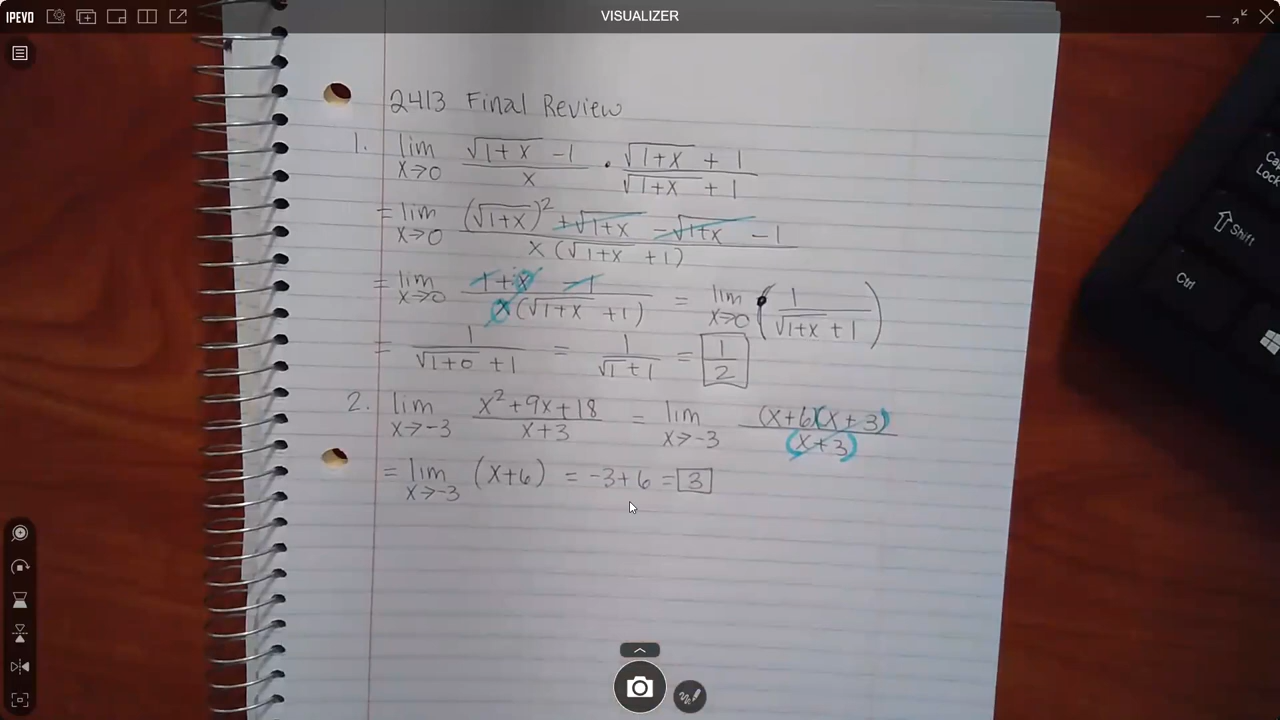 IPEVO
VISUALIZER
2413 Final Review
1. lim x→0 (√(1+x) -1)/x · (√(1+x) + 1)/(√(1+x) + 1)
= lim x→0 ((√(1+x))² +√(1+x) -√(1+x) -1)/(x(√(1+x) +1))
= lim x→0 (1+x -1)/(x(√(1+x) +1)) = lim x→0 (1/(√(1+x) +1))
= 1/(√(1+0) +1) = 1/(√1+1) = 1/2
2. lim x→-3 (x²+9x+18)/(x+3) = lim x→-3 ((x+6)(x+3))/(x+3)
= lim x→-3 (x+6) = -3+6 = 3
Caps Lock
Shift
Ctrl